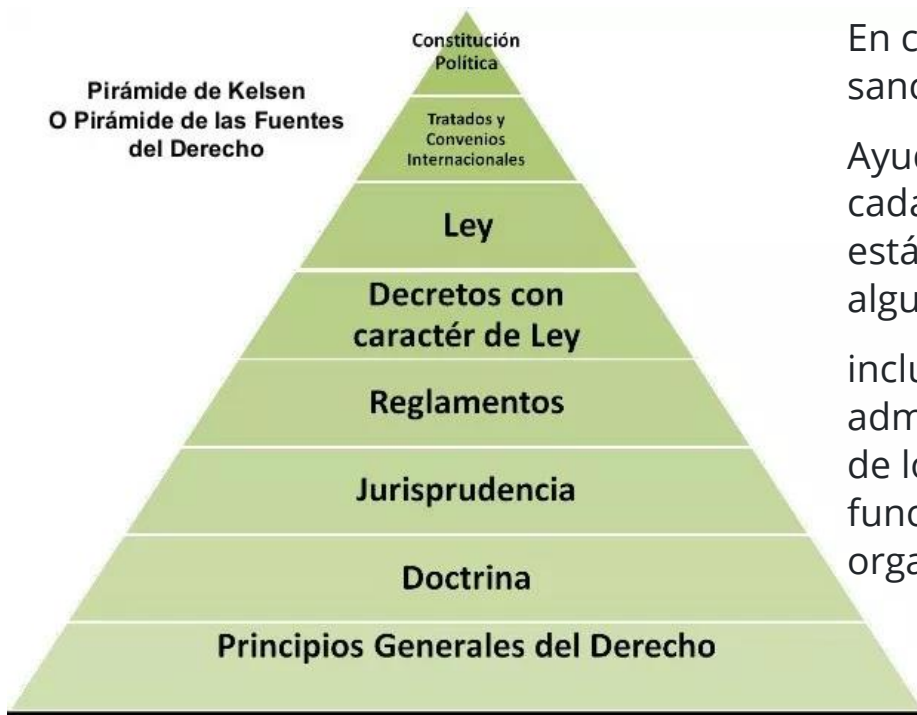 Pirámide de Kelsen
O Pirámide de las Fuentes
del Derecho
Constitución
Política
Tratados y
Convenios
Internacionales
Ley
Decretos con
caractér de Ley
Reglamentos
Jurisprudencia
Doctrina
Principios Generales del Derecho
En c
sanc
Ayud
cada
está
algu
inclu
adm
de lo
func
orga